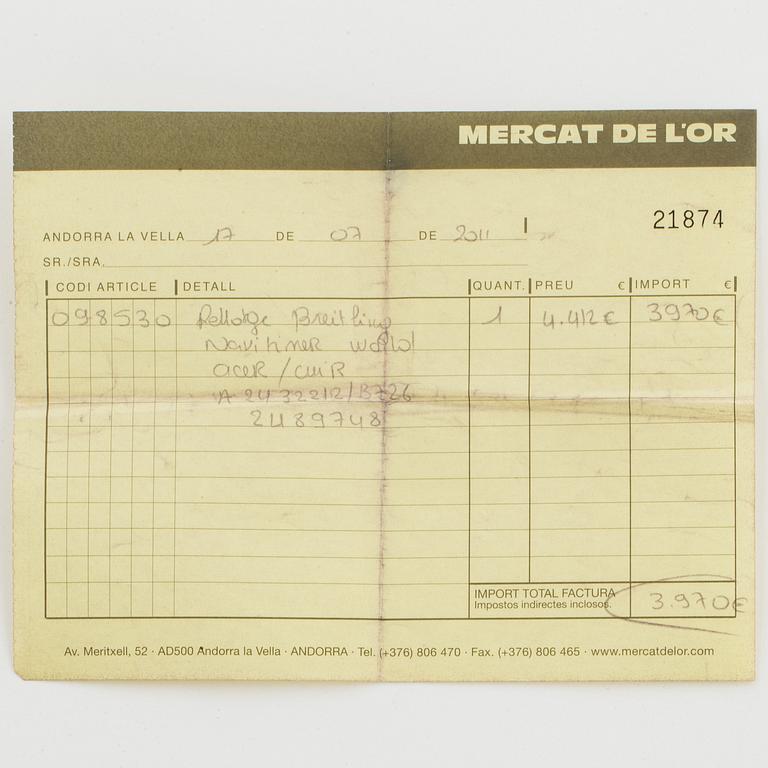 MERCAT DE L'OR
21874
ANDORRA LA VELLA 17 DE 07 DE 2011
SR./SRA.
CODI ARTICLE DETALL QUANT. PREU € IMPORT €
098530 Rellotge Breitling 1 4.412€ 3970€
Navitimer World
acer/cuir
A 2432212/B726
2489748
IMPORT TOTAL FACTURA 3.970€
Impostos indirectes inclosos.
Av. Meritxell, 52 · AD500 Andorra la Vella · ANDORRA · Tel. (+376) 806 470 · Fax. (+376) 806 465 · www.mercatdelor.com